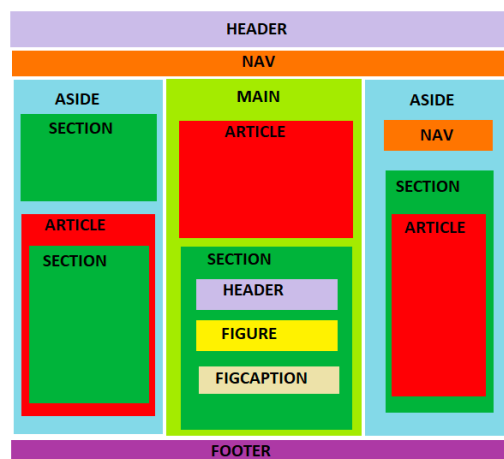 HEADER
NAV
ASIDE
SECTION
ARTICLE
SECTION
MAIN
ARTICLE
SECTION
HEADER
FIGURE
FIGCAPTION
ASIDE
NAV
SECTION
ARTICLE
FOOTER